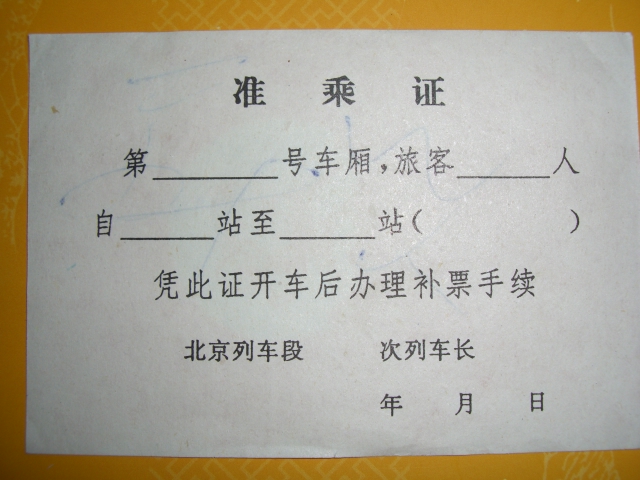 准乘证
第________号车厢,旅客______人
自______站至______站( )
凭此证开车后办理补票手续
北京列车段 次列车长
年 月 日